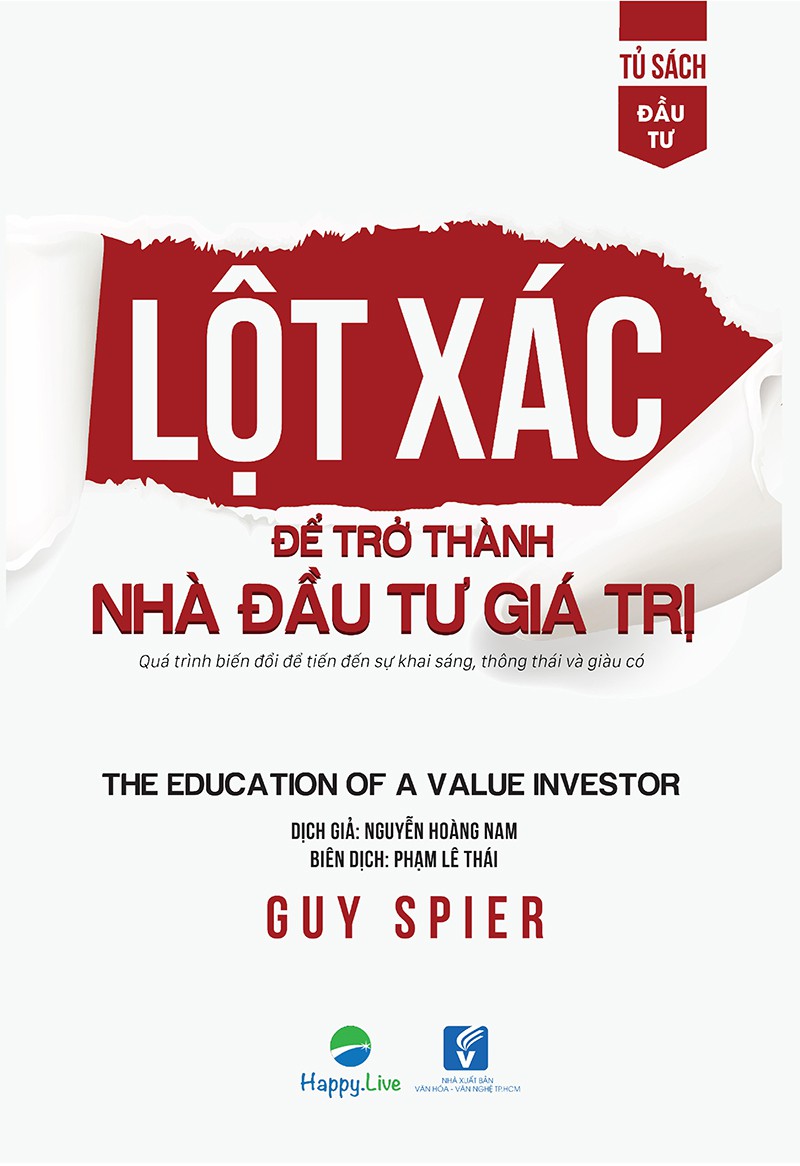 TỦ SÁCH
ĐẦU
TƯ
LỘT XÁC
ĐỂ TRỞ THÀNH
NHÀ ĐẦU TƯ GIÁ TRỊ
Quá trình biến đổi để tiến đến sự khai sáng, thông thái và giàu có
THE EDUCATION OF A VALUE INVESTOR
DỊCH GIẢ: NGUYỄN HOÀNG NAM
BIÊN DỊCH: PHẠM LÊ THÁI
GUY SPIER
Happy.Live
NHÀ XUẤT BẢN
VĂN HÓA - VĂN NGHỆ TP.HCM